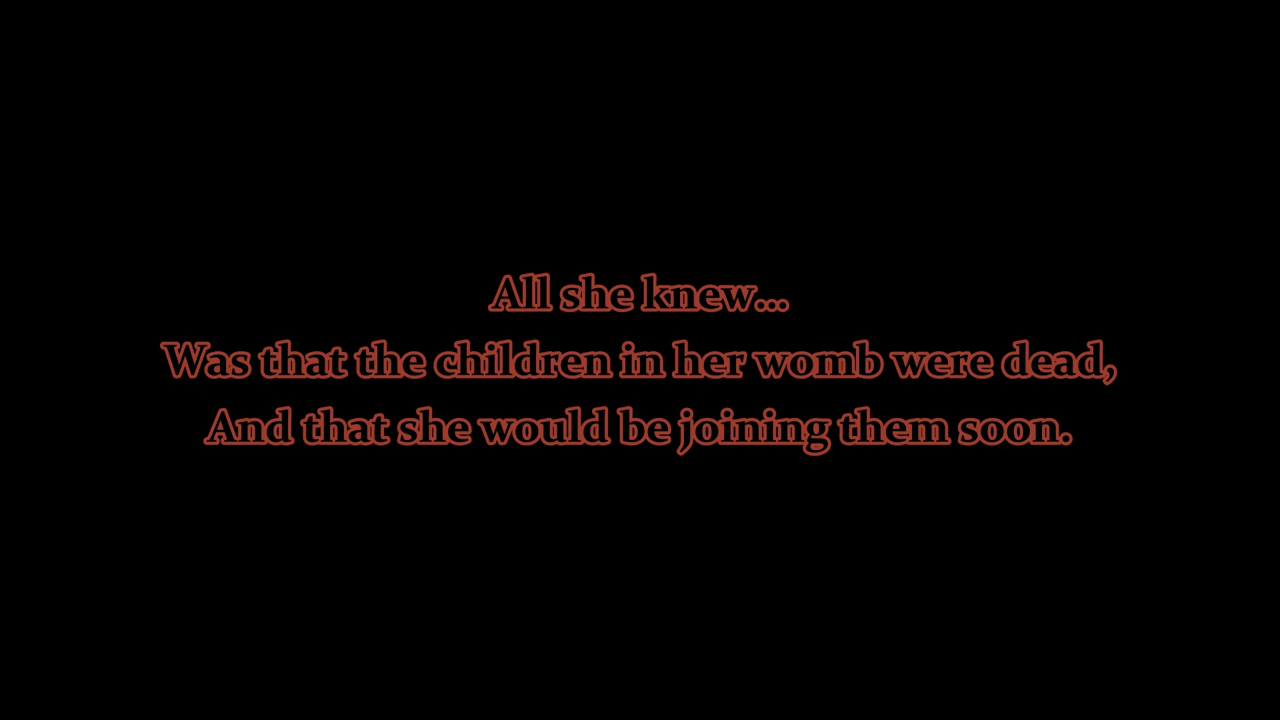 All she knew...
Was that the children in her womb were dead,
And that she would be joining them soon.